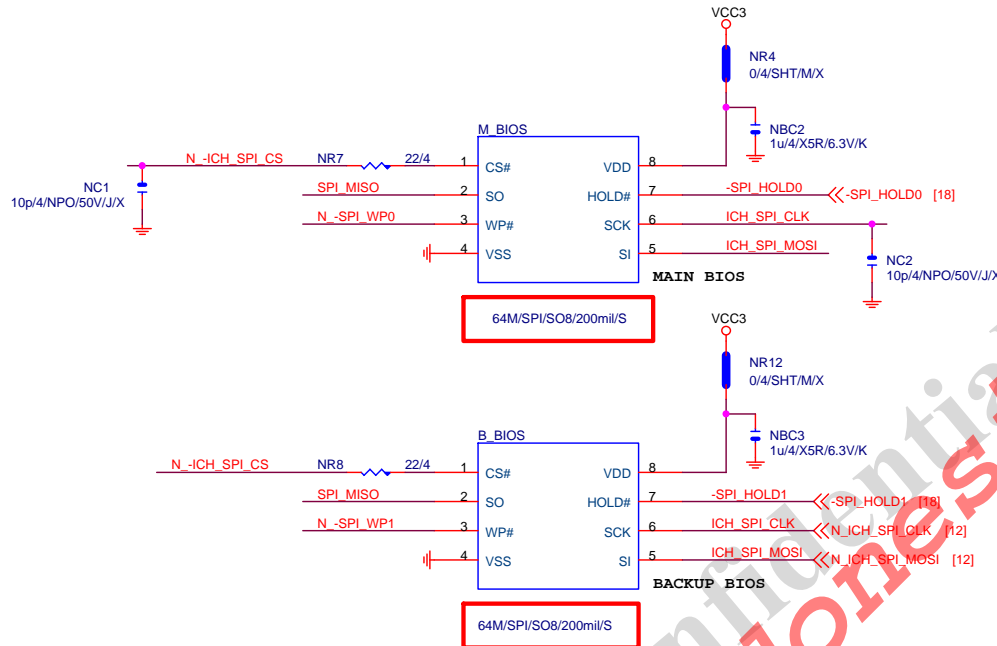 VCC3
NR4
0/4/SHT/M/X
NBC2
1u/4/X5R/6.3V/K
M_BIOS
N_-ICH_SPI_CS NR7 22/4 1 CS# VDD 8
NC1
10p/4/NPO/50V/J/X
SPI_MISO 2 SO HOLD# 7 -SPI_HOLD0 -SPI_HOLD0 [18]
N_-SPI_WP0 3 WP# SCK 6 ICH_SPI_CLK
4 VSS SI 5 ICH_SPI_MOSI
NC2
10p/4/NPO/50V/J/X
MAIN BIOS
64M/SPI/SO8/200mil/S
VCC3
NR12
0/4/SHT/M/X
NBC3
1u/4/X5R/6.3V/K
B_BIOS
N_-ICH_SPI_CS NR8 22/4 1 CS# VDD 8
SPI_MISO 2 SO HOLD# 7 -SPI_HOLD1 -SPI_HOLD1 [18]
N_-SPI_WP1 3 WP# SCK 6 ICH_SPI_CLK N_ICH_SPI_CLK [12]
4 VSS SI 5 ICH_SPI_MOSI N_ICH_SPI_MOSI [12]
BACKUP BIOS
64M/SPI/SO8/200mil/S